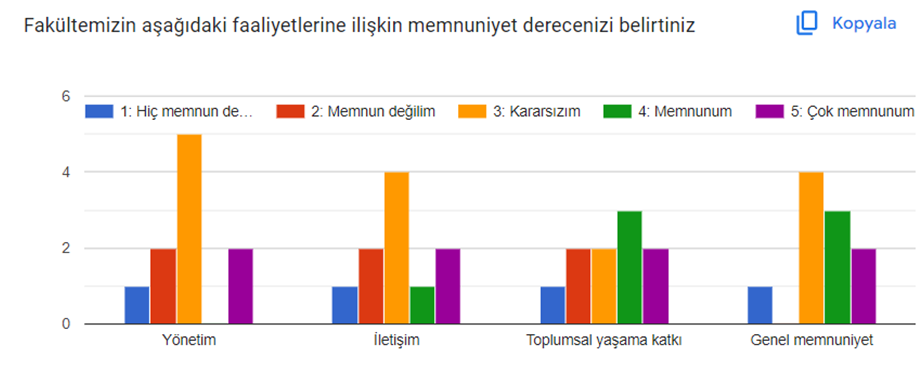 Fakültemizin aşağıdaki faaliyetlerine ilişkin memnuniyet derecenizi belirtiniz
Kopyala
6
1: Hiç memnun de...
2: Memnun değilim
3: Kararsızım
4: Memnunum
5: Çok memnunum
4
2
0
Yönetim
İletişim
Toplumsal yaşama katkı
Genel memnuniyet